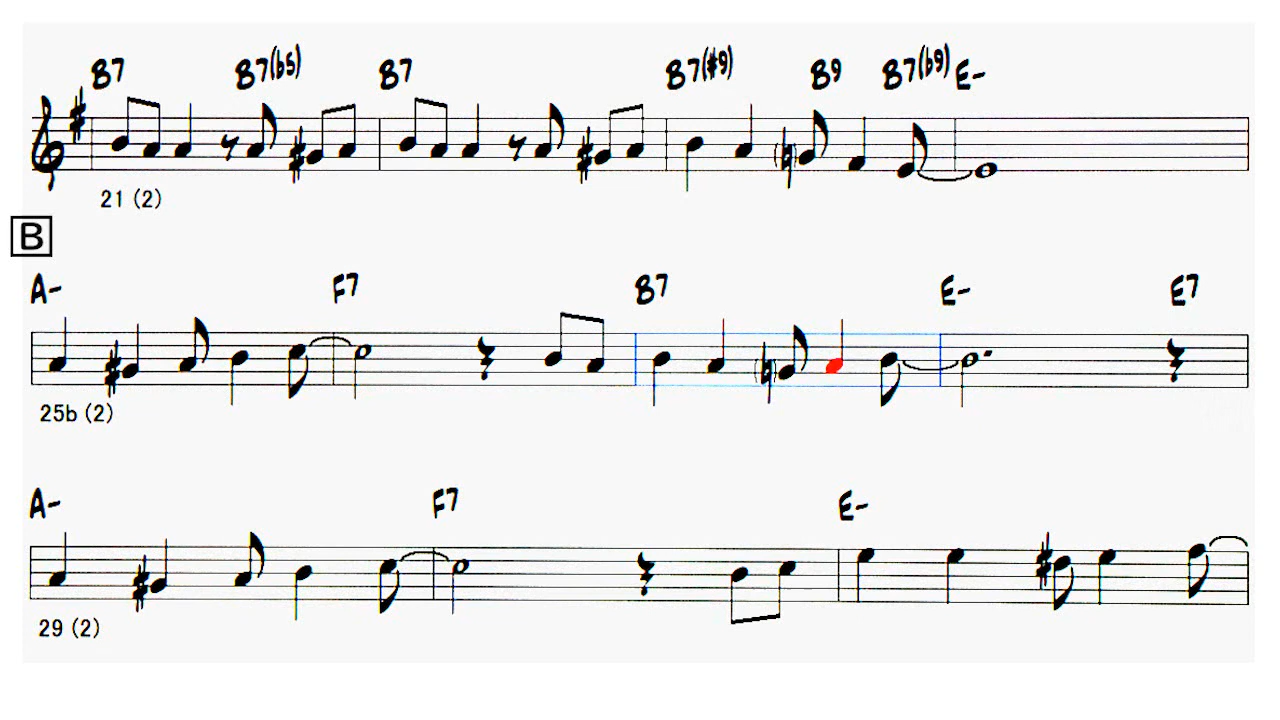 B7 B7(b5) B7 B7(#9) B9 B7(b9) E-
21 (2)
B
A- F7 B7 E- E7
25b (2)
A- F7 E-
29 (2)